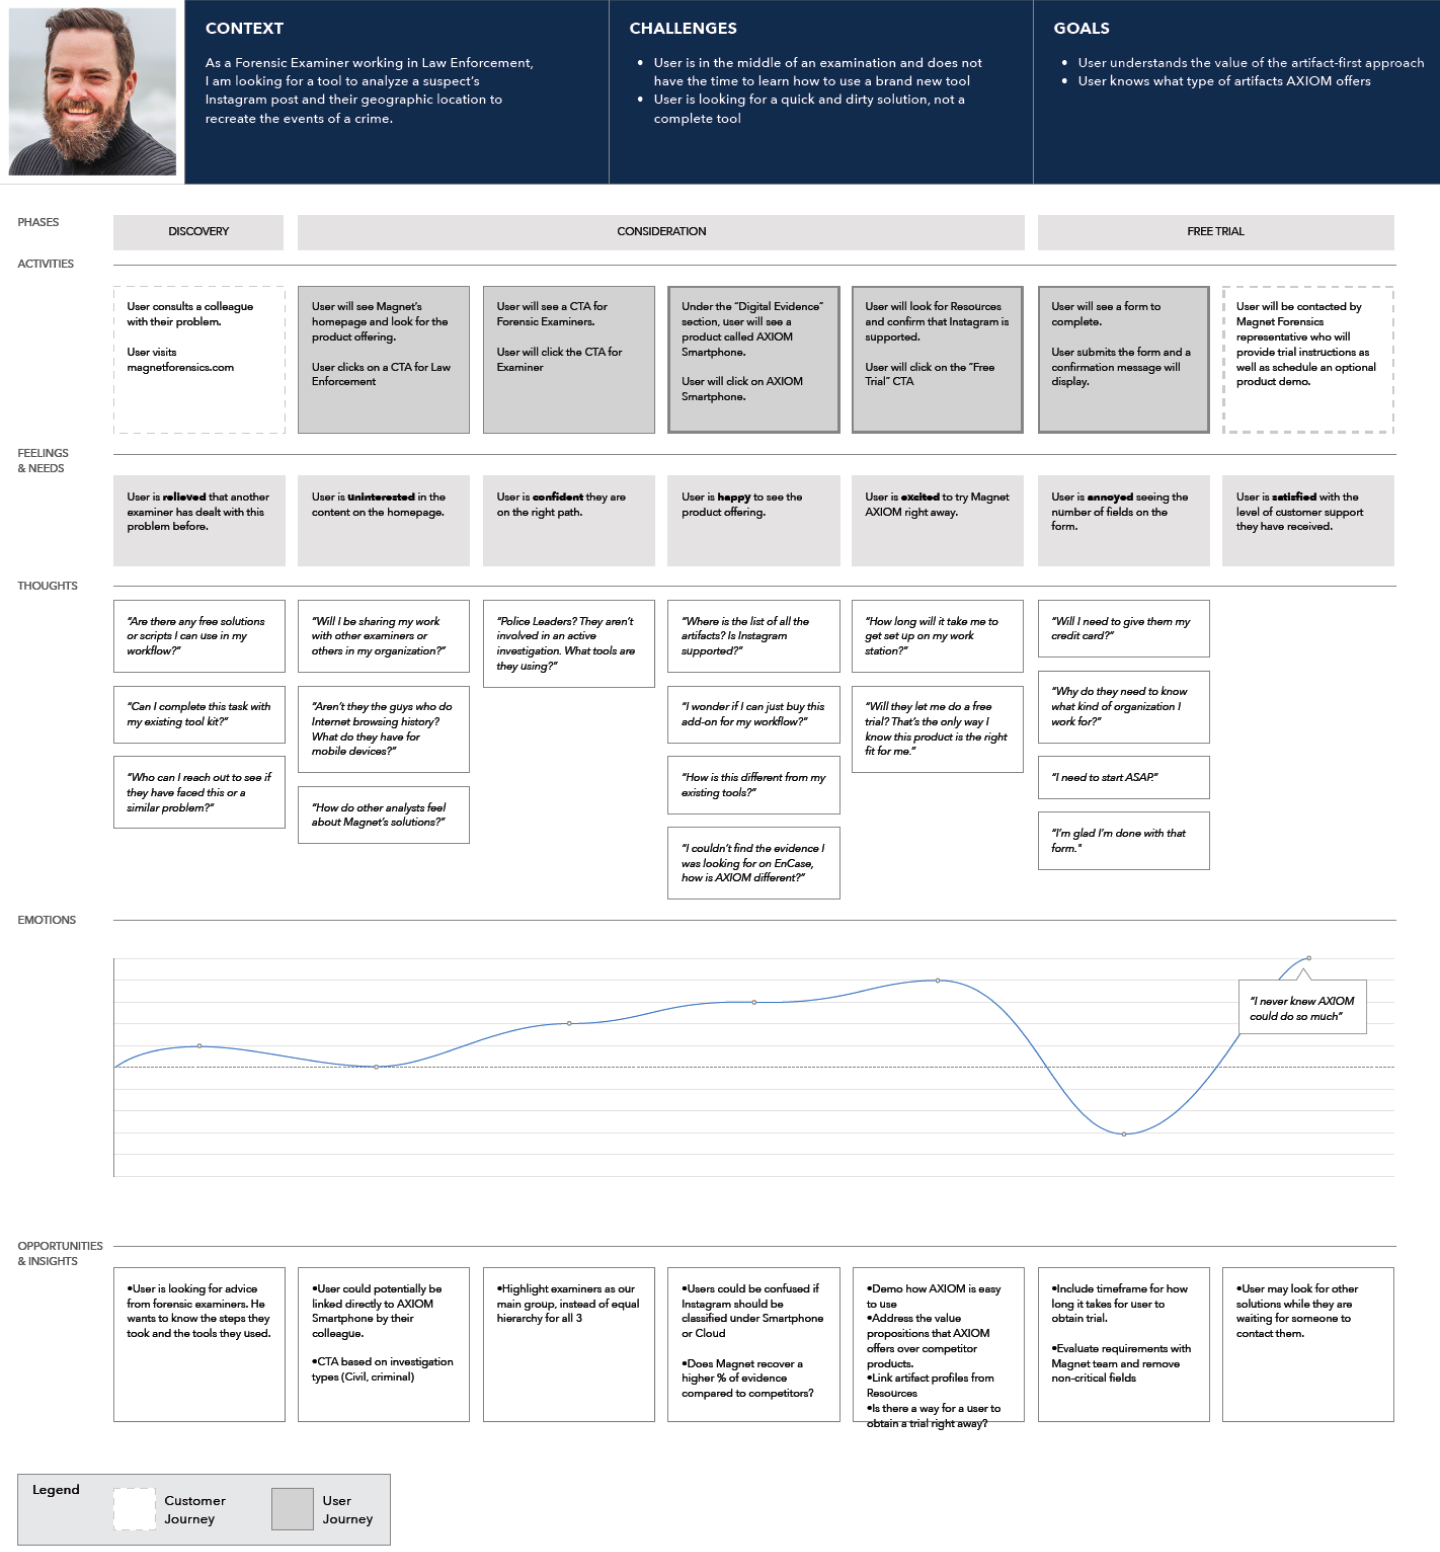 CONTEXT
As a Forensic Examiner working in Law Enforcement,
I am looking for a tool to analyze a suspect's
Instagram post and their geographic location to
recreate the events of a crime.
CHALLENGES
• User is in the middle of an examination and does not
have the time to learn how to use a brand new tool
• User is looking for a quick and dirty solution, not a
complete tool
GOALS
• User understands the value of the artifact-first approach
• User knows what type of artifacts AXIOM offers
PHASES
DISCOVERY
CONSIDERATION
FREE TRIAL
ACTIVITIES
User consults a colleague
with their problem.
User visits
magnetforensics.com
User will see Magnet's
homepage and look for the
product offering.
User clicks on a CTA for Law
Enforcement
User will see a CTA for
Forensic Examiners.
User will click the CTA for
Examiner
Under the "Digital Evidence"
section, user will see a
product called AXIOM
Smartphone.
User will click on AXIOM
Smartphone.
User will look for Resources
and confirm that Instagram is
supported.
User will click on the "Free
Trial" CTA
User will see a form to
complete.
User submits the form and a
confirmation message will
display.
User will be contacted by
Magnet Forensics
representative who will
provide trial instructions as
well as schedule an optional
product demo.
FEELINGS
& NEEDS
User is relieved that another
examiner has dealt with this
problem before.
User is uninterested in the
content on the homepage.
User is confident they are
on the right path.
User is happy to see the
product offering.
User is excited to try Magnet
AXIOM right away.
User is annoyed seeing the
number of fields on the
form.
User is satisfied with the
level of customer support
they have received.
THOUGHTS
"Are there any free solutions
or scripts I can use in my
workflow?"
"Can I complete this task with
my existing tool kit?"
"Who can I reach out to see if
they have faced this or a
similar problem?"
"Will I be sharing my work
with other examiners or
others in my organization?"
"Aren't they the guys who do
Internet browsing history?
What do they have for
mobile devices?"
"How do other analysts feel
about Magnet's solutions?"
"Police Leaders? They aren't
involved in an active
investigation. What tools are
they using?"
"Where is the list of all the
artifacts? Is Instagram
supported?"
"I wonder if I can just buy this
add-on for my workflow?"
"How is this different from my
existing tools?"
"I couldn't find the evidence I
was looking for on EnCase,
how is AXIOM different?"
"How long will it take me to
get set up on my work
station?"
"Will they let me do a free
trial? That's the only way I
know this product is the right
fit for me."
"Will I need to give them my
credit card?"
"Why do they need to know
what kind of organization I
work for?"
"I need to start ASAP."
"I'm glad I'm done with that
form."
EMOTIONS
"I never knew AXIOM
could do so much"
OPPORTUNITIES
& INSIGHTS
•User is looking for advice
from forensic examiners. He
wants to know the steps they
took and the tools they used.
•User could potentially be
linked directly to AXIOM
Smartphone by their
colleague.
•CTA based on investigation
types (Civil, criminal)
•Highlight examiners as our
main group, instead of equal
hierarchy for all 3
•Users could be confused if
Instagram should be
classified under Smartphone
or Cloud
•Does Magnet recover a
higher % of evidence
compared to competitors?
•Demo how AXIOM is easy
to use
•Address the value
propositions that AXIOM
offers over competitor
products.
•Link artifact profiles from
Resources
•Is there a way for a user to
obtain a trial right away?
•Include timeframe for how
long it takes for user to
obtain trial.
•Evaluate requirements with
Magnet team and remove
non-critical fields
•User may look for other
solutions while they are
waiting for someone to
contact them.
Legend
Customer
Journey
User
Journey